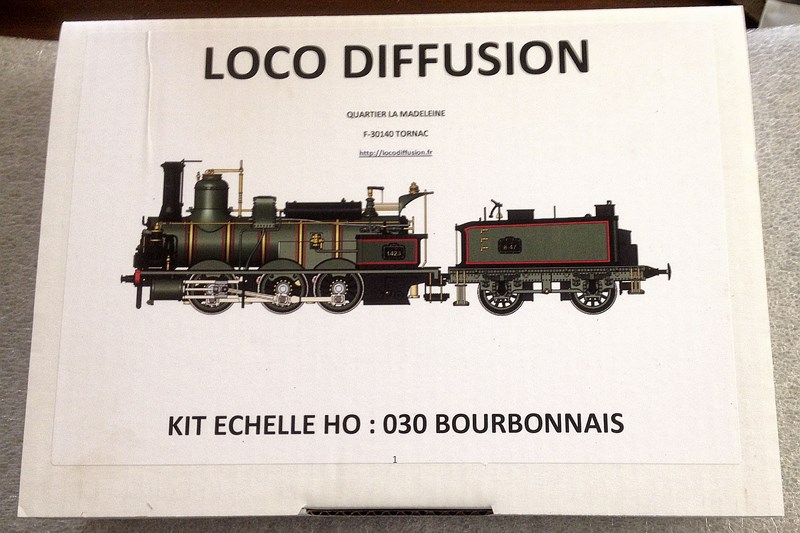 LOCO DIFFUSION
QUARTIER LA MADELEINE
F-30140 TORNAC
http://locodiffusion.fr
1423
KIT ECHELLE HO : 030 BOURBONNAIS
1